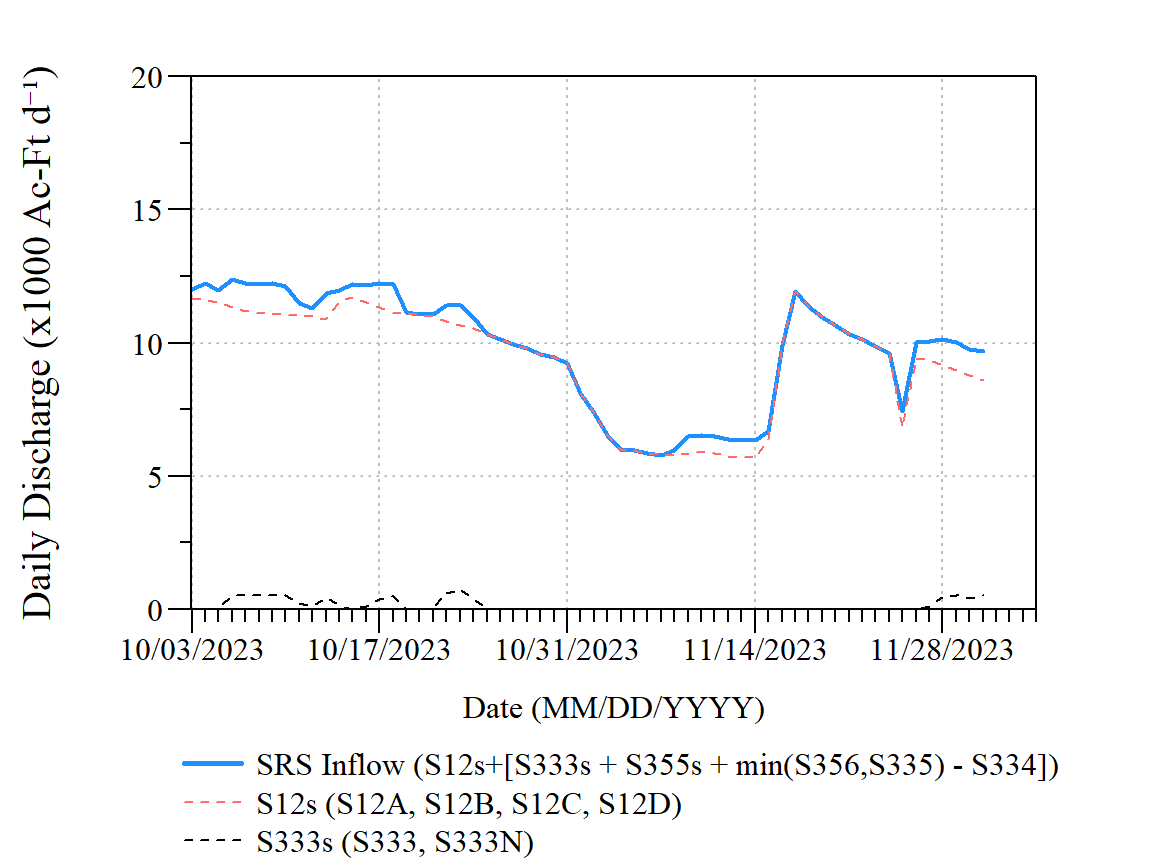 Daily Discharge (x1000 Ac-Ft d⁻¹)
20
15
10
5
0
10/03/2023 10/17/2023 10/31/2023 11/14/2023 11/28/2023
Date (MM/DD/YYYY)
SRS Inflow (S12s+[S333s + S355s + min(S356,S335) - S334])
S12s (S12A, S12B, S12C, S12D)
S333s (S333, S333N)